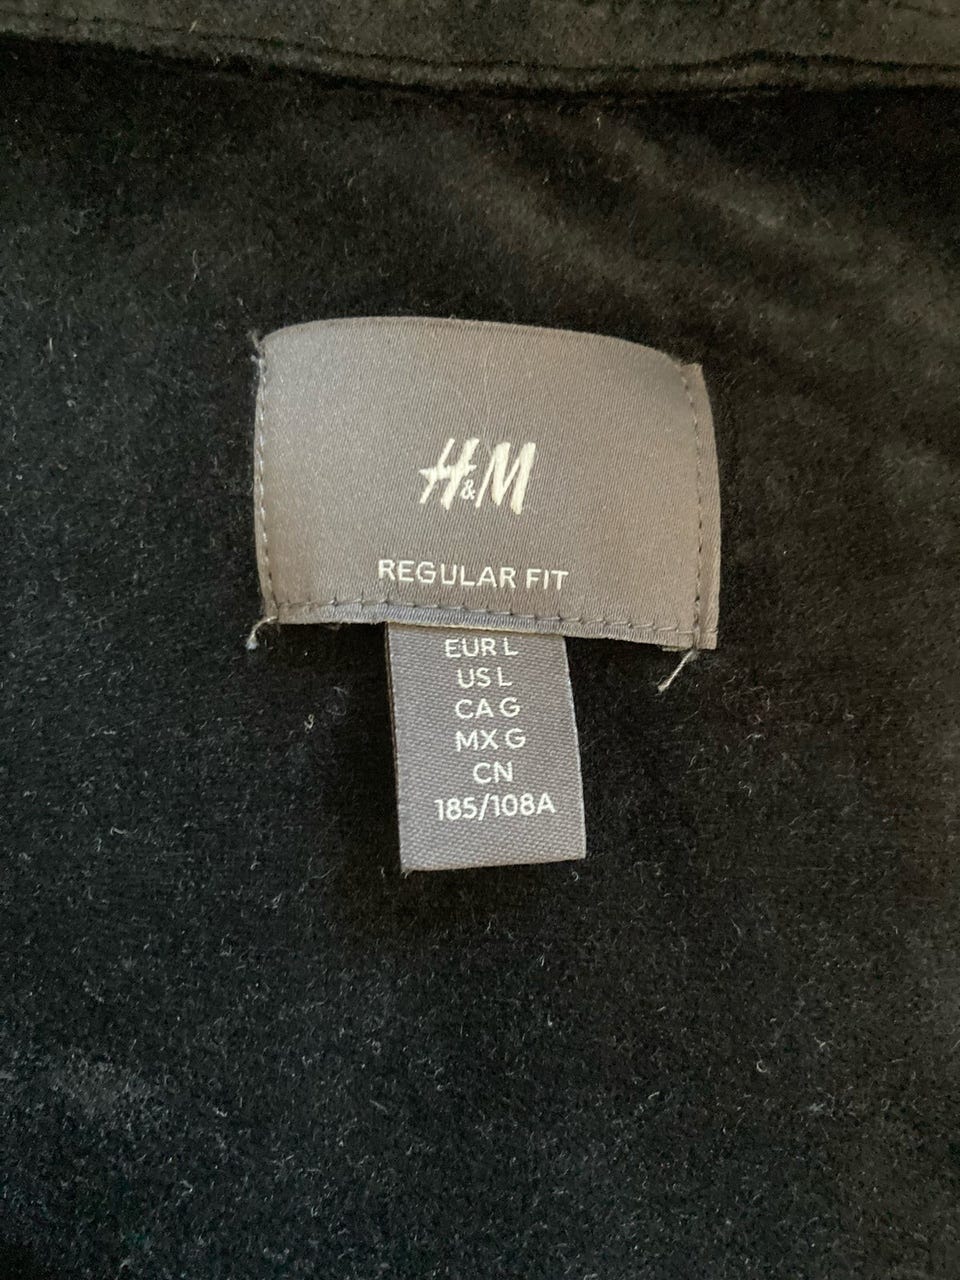 H&M
REGULAR FIT
EUR L
US L
CA G
MX G
CN
185/108A